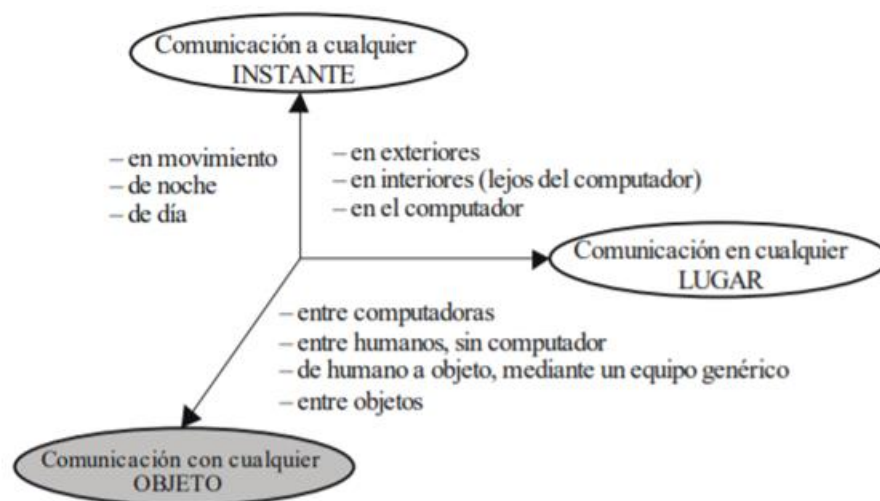 Comunicación a cualquier
INSTANTE
– en movimiento
– de noche
– de día
– en exteriores
– en interiores (lejos del computador)
– en el computador
Comunicación en cualquier
LUGAR
– entre computadoras
– entre humanos, sin computador
– de humano a objeto, mediante un equipo genérico
– entre objetos
Comunicación con cualquier
OBJETO